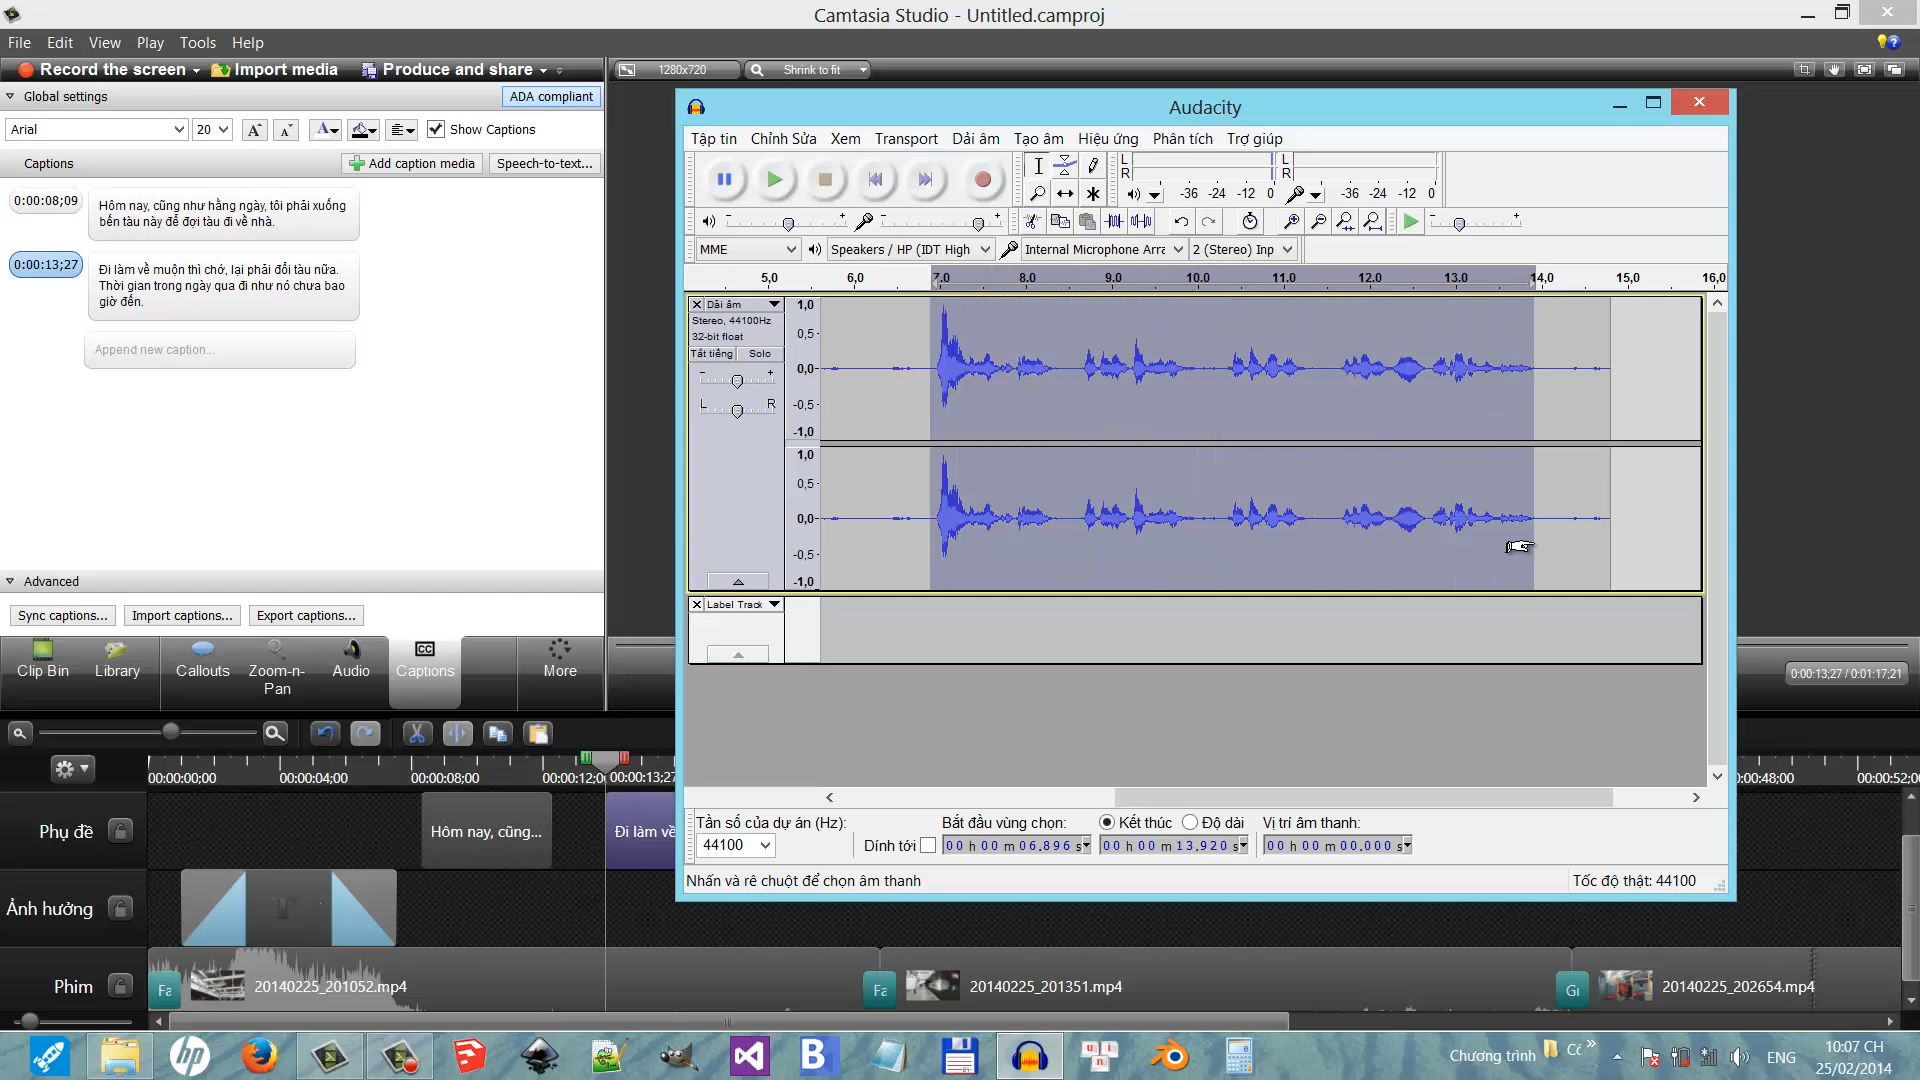 Camtasia Studio - Untitled.camproj
File Edit View Play Tools Help
Record the screen Import media Produce and share
1280x720 Shrink to fit
Global settings ADA compliant
Arial 20 Show Captions
Captions Add caption media Speech-to-text...
0:00:08;09
Hôm nay, cũng như hằng ngày, tôi phải xuống
bến tàu này để đợi tàu đi về nhà.
0:00:13;27
Đi làm về muộn thì chớ, lại phải đổi tàu nữa.
Thời gian trong ngày qua đi như nó chưa bao
giờ đến.
Append new caption...
Advanced
Sync captions... Import captions... Export captions...
Clip Bin Library Callouts Zoom-n-Pan Audio Captions More
CC
Audacity
Tập tin Chỉnh Sửa Xem Transport Dải âm Tạo âm Hiệu ứng Phân tích Trợ giúp
L L
R R
-36 -24 -12 0 -36 -24 -12 0
MME Speakers / HP (IDT High Internal Microphone Arra 2 (Stereo) Inp
5,0 6,0 7,0 8,0 9,0 10,0 11,0 12,0 13,0 14,0 15,0 16,0
Dải âm
Stereo, 44100Hz
32-bit float
Tắt tiếng Solo
- +
L R
1,0
0,5-
0,0-
-0,5-
-1,0
1,0
0,5-
0,0-
-0,5-
-1,0
Label Track
Tần số của dự án (Hz): Bắt đầu vùng chọn: Kết thúc Độ dài Vị trí âm thanh:
44100 Dính tới 00 h 00 m 06.896 s 00 h 00 m 13.920 s 00 h 00 m 00.000 s
Nhấn và rê chuột để chọn âm thanh Tốc độ thật: 44100
0:00:13;27 / 0:01:17;21
00:00:00;00 00:00:04;00 00:00:08;00 00:00:12;0 00:00:13;27 0:00:48;00 00:00:52;0
Phụ đề Hôm nay, cũng... Đi làm về
Ảnh hưởng T
Phim Fa 20140225_201052.mp4 Fa 20140225_201351.mp4 Gi 20140225_202654.mp4
Chương trình ENG 10:07 CH
25/02/2014